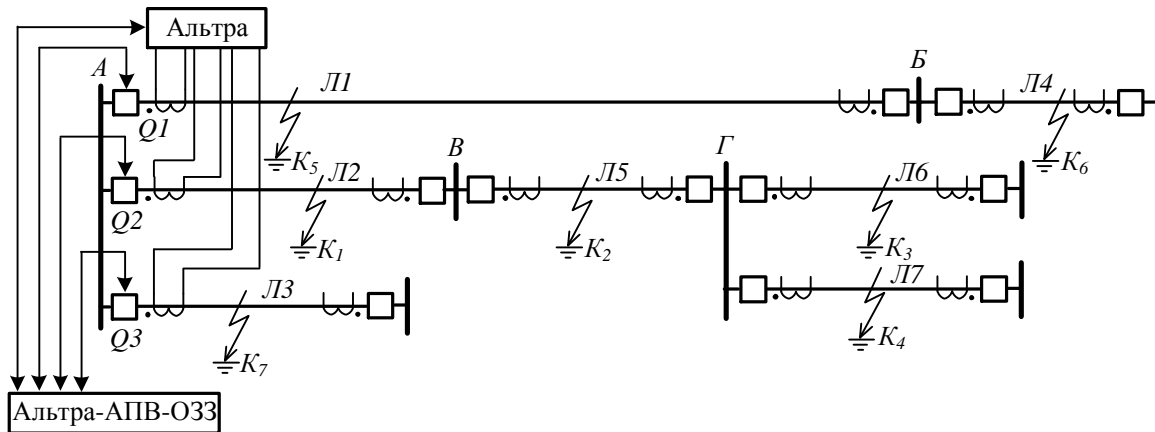 Альтра
А
Л1
Б
Л4
Q1
К5
В
Г
К6
Л2
Л5
Л6
Q2
К1
К2
К3
Л3
Л7
Q3
К7
К4
Альтра-АПВ-ОЗЗ